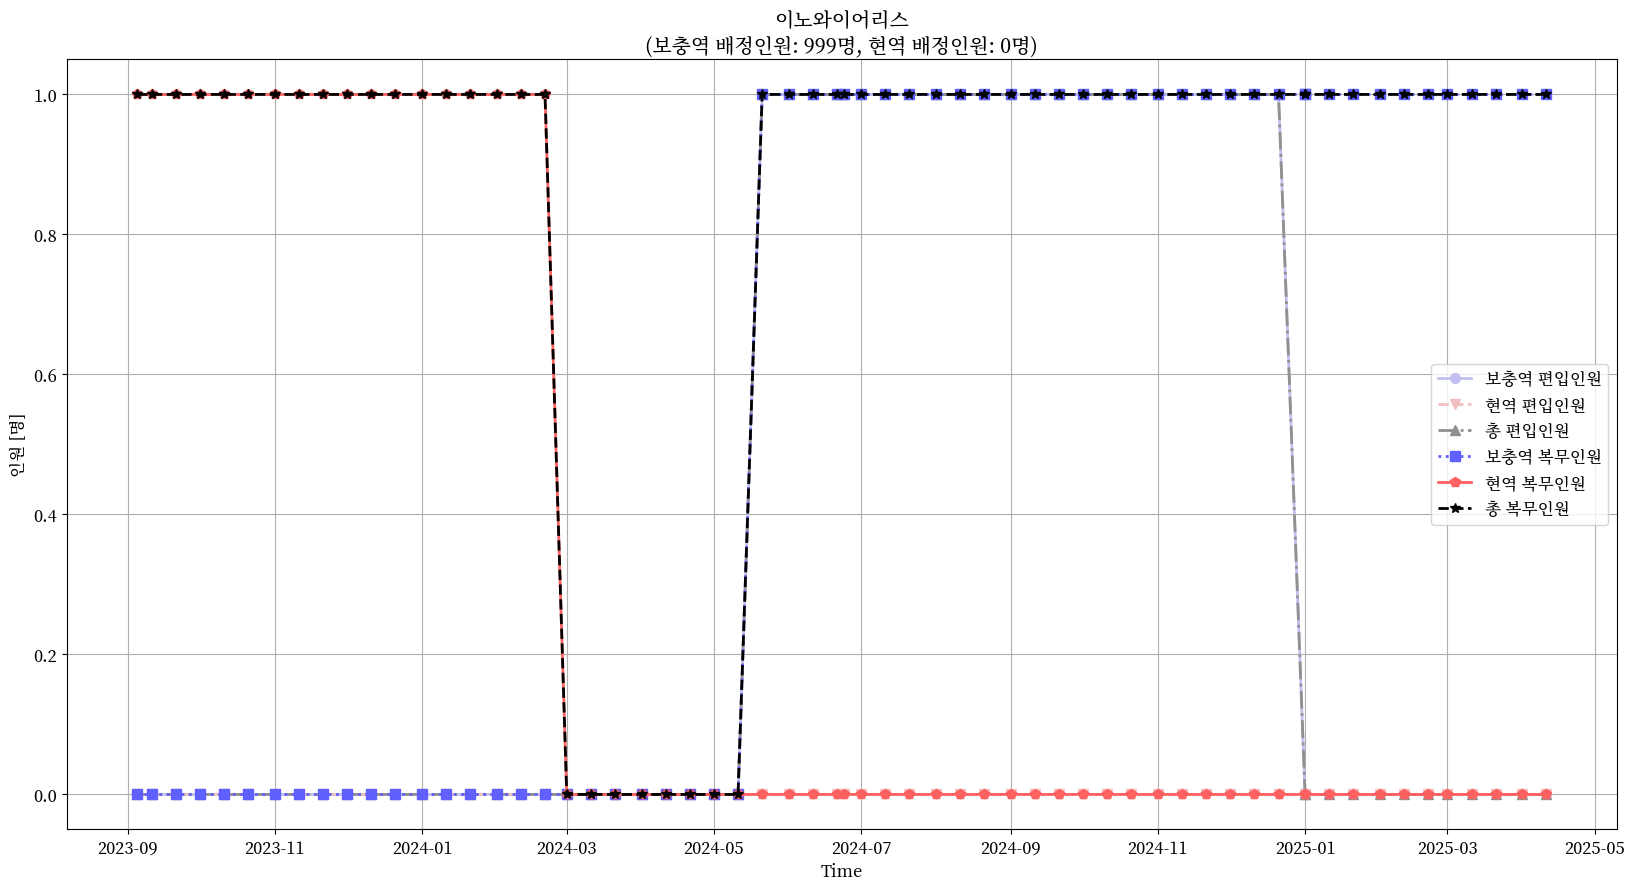 이노와이어리스
(보충역 배정인원: 999명, 현역 배정인원: 0명)
인원 [명]
1.0
0.8
0.6
0.4
0.2
0.0
보충역 편입인원
현역 편입인원
총 편입인원
보충역 복무인원
현역 복무인원
총 복무인원
2023-09 2023-11 2024-01 2024-03 2024-05 2024-07 2024-09 2024-11 2025-01 2025-03 2025-05
Time